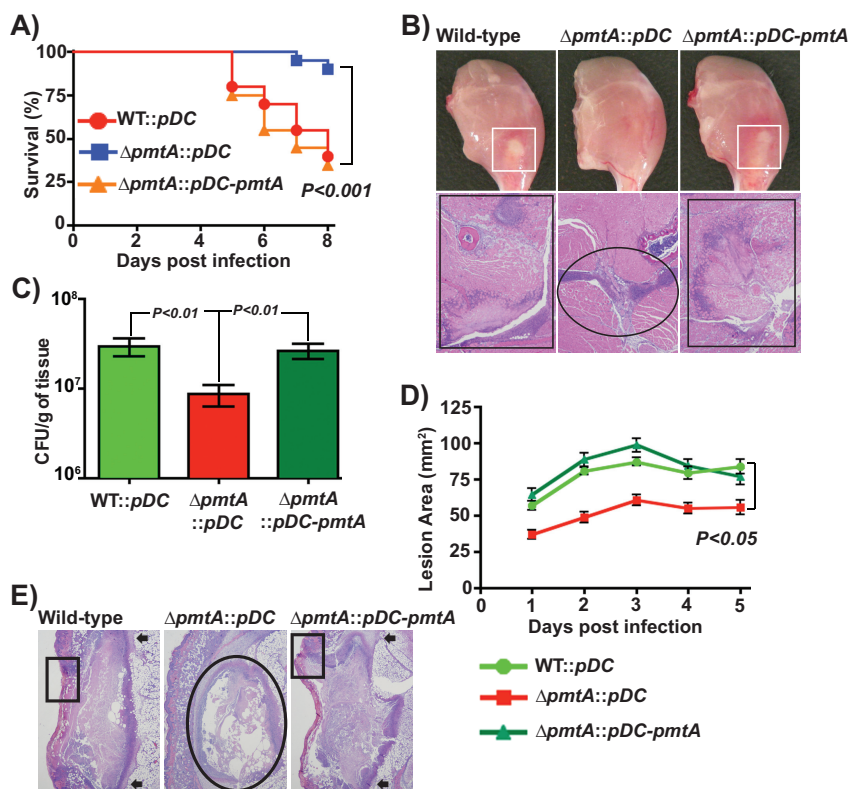 A)
100
75
50
25
0
Survival (%)
WT::pDC
ΔpmtA::pDC
ΔpmtA::pDC-pmtA
P<0.001
0 2 4 6 8
Days post infection
B)
Wild-type ΔpmtA::pDC ΔpmtA::pDC-pmtA
C)
10⁸
10⁷
10⁶
CFU/g of tissue
P<0.01 P<0.01
WT::pDC ΔpmtA ΔpmtA
::pDC ::pDC-pmtA
D)
125
100
75
50
25
0
Lesion Area (mm²)
P<0.05
0 1 2 3 4 5
Days post infection
WT::pDC
ΔpmtA::pDC
ΔpmtA::pDC-pmtA
E)
Wild-type ΔpmtA::pDC ΔpmtA::pDC-pmtA